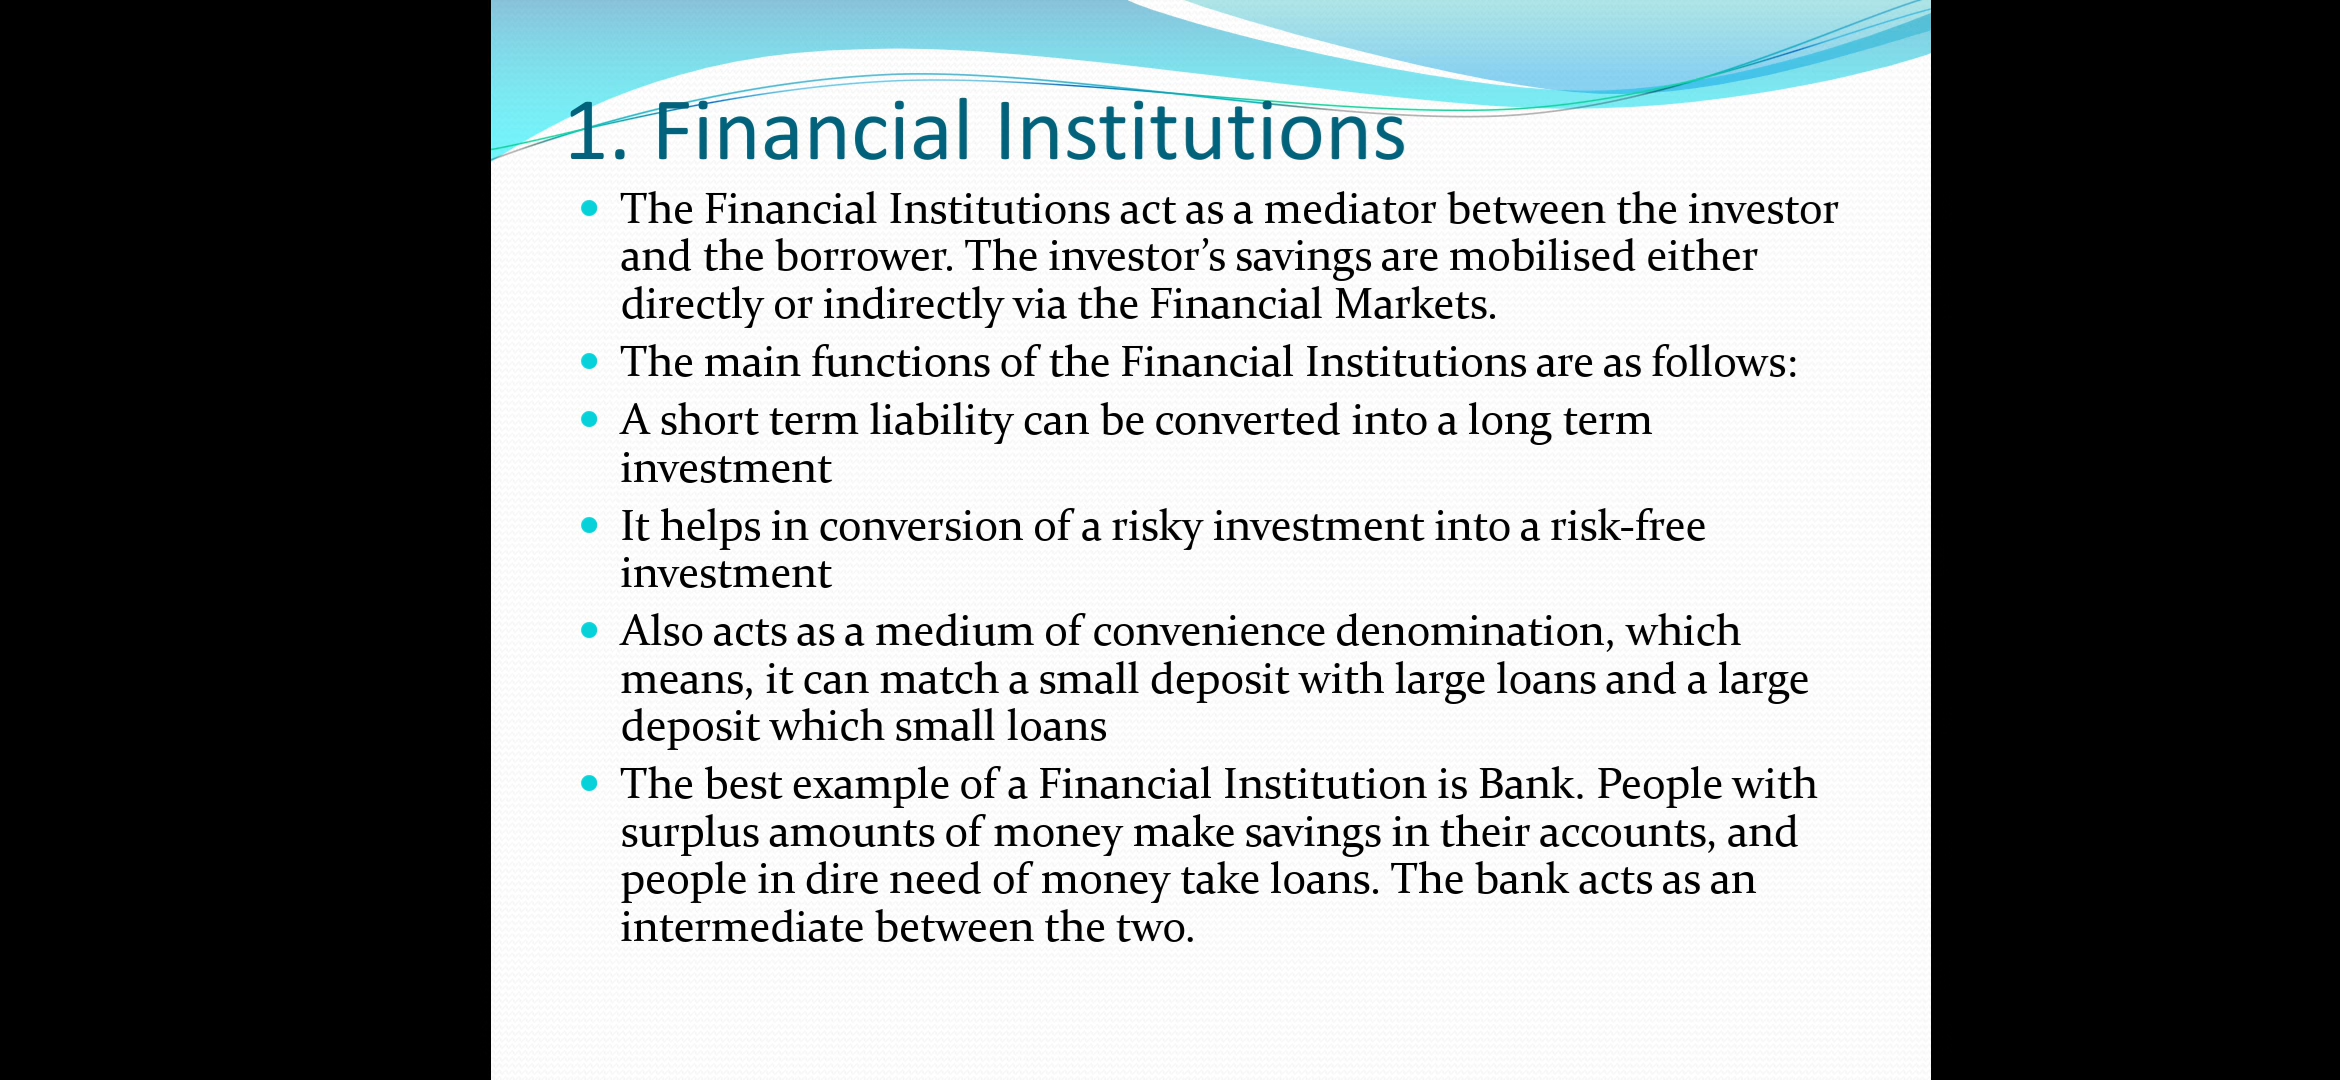 1. Financial Institutions
• The Financial Institutions act as a mediator between the investor
and the borrower. The investor’s savings are mobilised either
directly or indirectly via the Financial Markets.
• The main functions of the Financial Institutions are as follows:
• A short term liability can be converted into a long term
investment
• It helps in conversion of a risky investment into a risk-free
investment
• Also acts as a medium of convenience denomination, which
means, it can match a small deposit with large loans and a large
deposit which small loans
• The best example of a Financial Institution is Bank. People with
surplus amounts of money make savings in their accounts, and
people in dire need of money take loans. The bank acts as an
intermediate between the two.